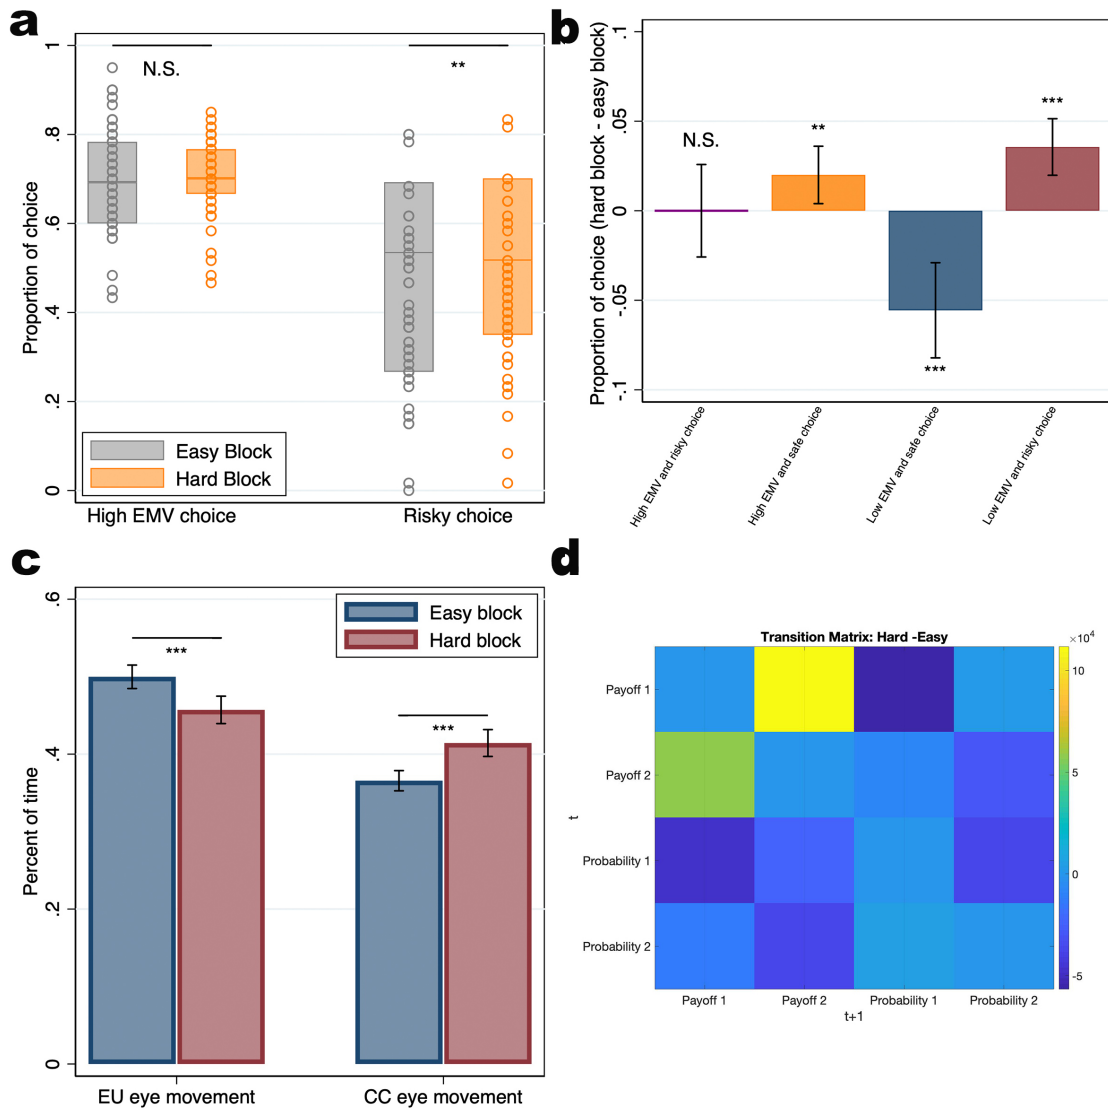 a
Proportion of choice
1
.8
.6
.4
.2
0
N.S.
**
Easy Block
Hard Block
High EMV choice
Risky choice
b
Proportion of choice (hard block - easy block)
.1
.05
0
-.05
-.1
N.S.
**
***
***
High EMV and risky choice
High EMV and safe choice
Low EMV and safe choice
Low EMV and risky choice
c
Percent of time
.6
.4
.2
0
***
***
Easy block
Hard block
EU eye movement
CC eye movement
d
Transition Matrix: Hard -Easy
×10⁴
10
5
0
-5
t
Payoff 1
Payoff 2
Probability 1
Probability 2
Payoff 1
Payoff 2
Probability 1
Probability 2
t+1